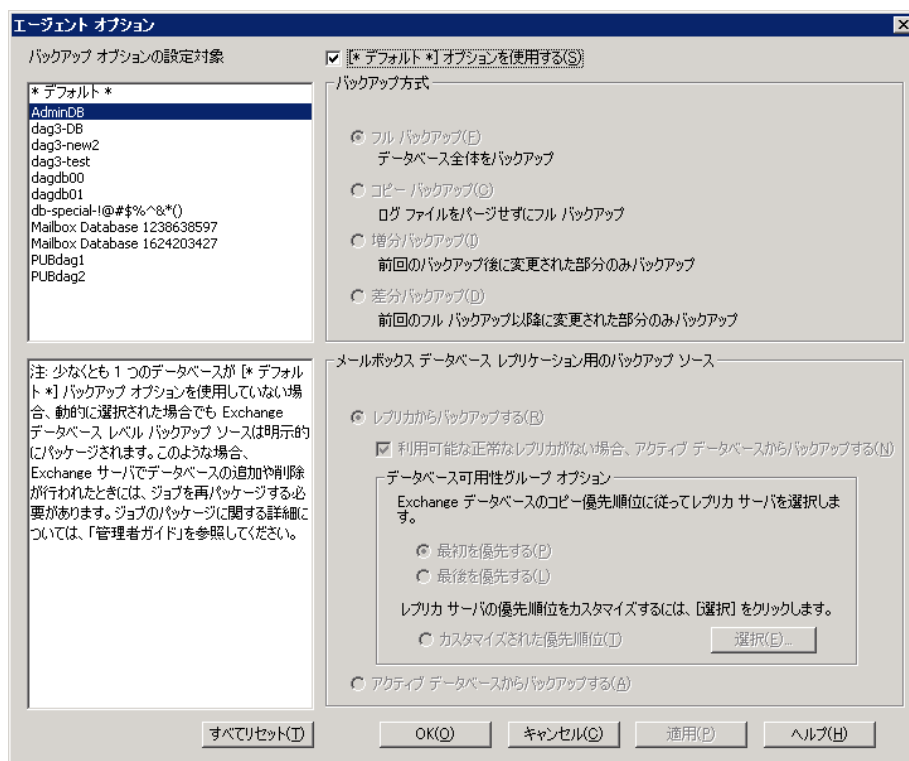 エージェント オプション
バックアップ オプションの設定対象
* デフォルト *
AdminDB
dag3-DB
dag3-new2
dag3-test
dagdb00
dagdb01
db-special-!@#$%^&*()
Mailbox Database 1238638597
Mailbox Database 1624203427
PUBdag1
PUBdag2
注: 少なくとも 1 つのデータベースが [* デフォル
ト *] バックアップ オプションを使用していない場
合、動的に選択された場合でも Exchange
データベース レベル バックアップ ソースは明示的
にパッケージされます。このような場合、
Exchange サーバでデータベースの追加や削除
が行われたときには、ジョブを再パッケージする必
要があります。ジョブのパッケージに関する詳細に
ついては、「管理者ガイド」を参照してください。
[* デフォルト *] オプションを使用する(S)
バックアップ方式
フル バックアップ(F)
データベース全体をバックアップ
コピー バックアップ(C)
ログ ファイルをパージせずにフル バックアップ
増分バックアップ(I)
前回のバックアップ後に変更された部分のみバックアップ
差分バックアップ(D)
前回のフル バックアップ以降に変更された部分のみバックアップ
メールボックス データベース レプリケーション用のバックアップ ソース
レプリカからバックアップする(R)
利用可能な正常なレプリカがない場合、アクティブ データベースからバックアップする(N)
データベース可用性グループ オプション
Exchange データベースのコピー優先順位に従ってレプリカ サーバを選択しま
す。
最初を優先する(P)
最後を優先する(L)
レプリカ サーバの優先順位をカスタマイズするには、[選択] をクリックします。
カスタマイズされた優先順位(T)
選択(E)...
アクティブ データベースからバックアップする(A)
すべてリセット(T)
OK(O)
キャンセル(C)
適用(P)
ヘルプ(H)